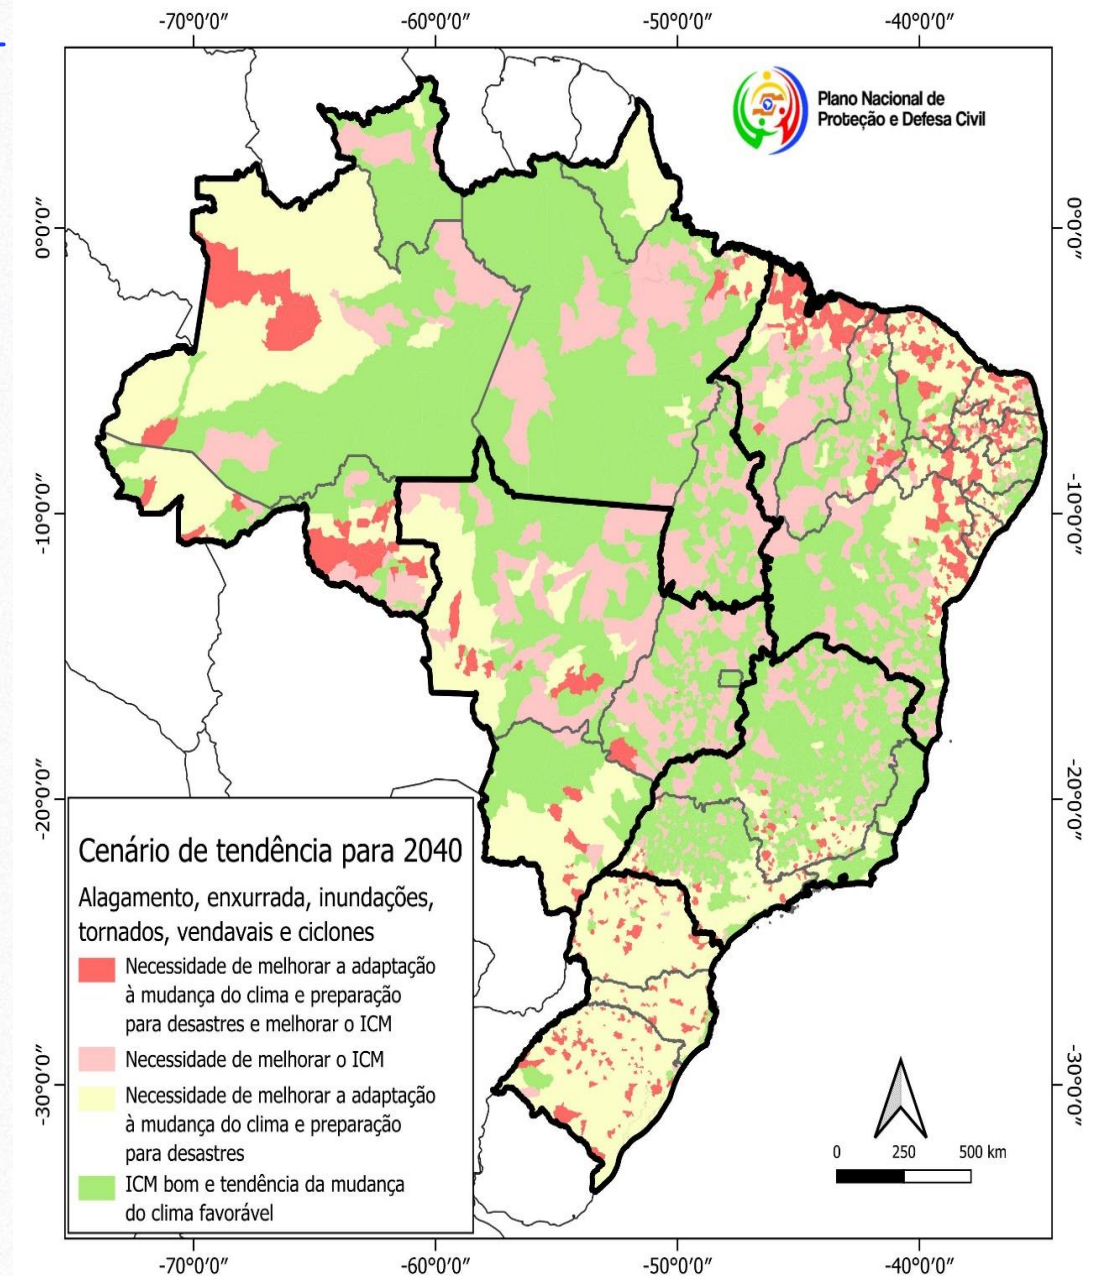 -70°0'0" -60°0'0" -50°0'0" -40°0'0"
Plano Nacional de
Proteção e Defesa Civil
0°0'0" 0°0'0"
-10°0'0" -10°0'0"
-20°0'0" -20°0'0"
Cenário de tendência para 2040
Alagamento, enxurrada, inundações,
tornados, vendavais e ciclones
Necessidade de melhorar a adaptação
à mudança do clima e preparação
para desastres e melhorar o ICM
Necessidade de melhorar o ICM
Necessidade de melhorar a adaptação
à mudança do clima e preparação
para desastres
ICM bom e tendência da mudança
do clima favorável
-30°0'0" -30°0'0"
0 250 500 km
-70°0'0" -60°0'0" -50°0'0" -40°0'0"